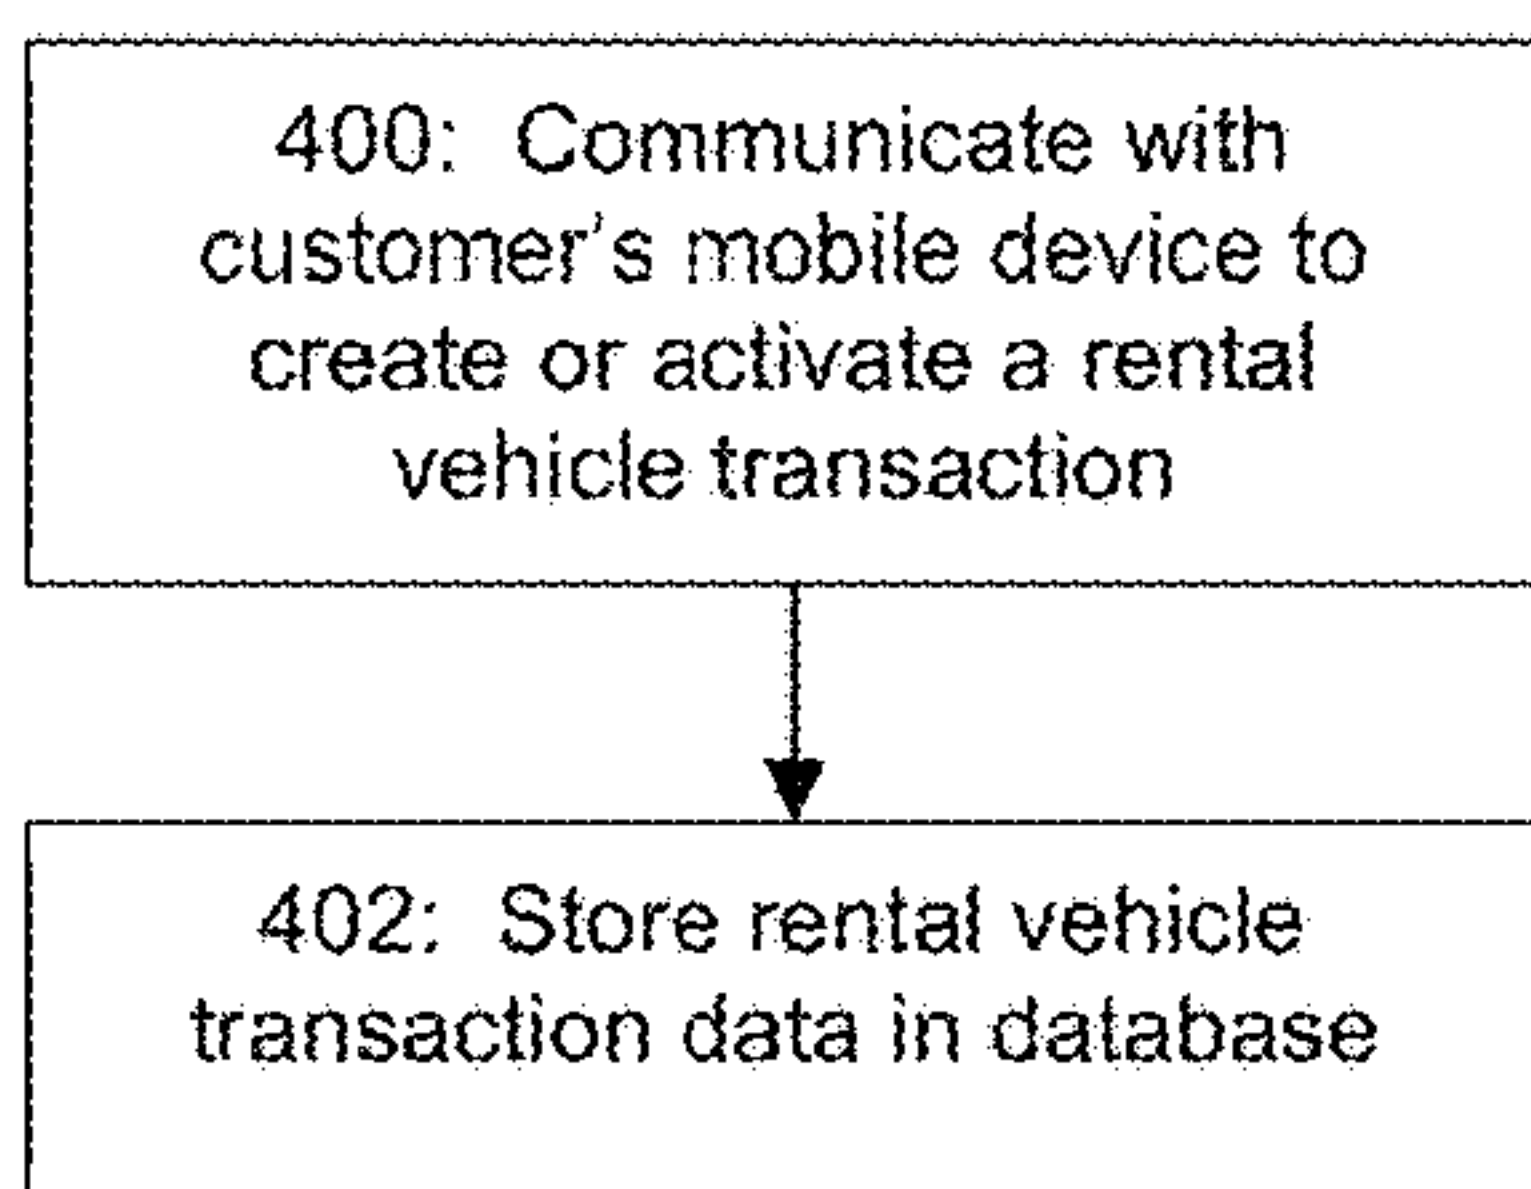 400: Communicate with
customer's mobile device to
create or activate a rental
vehicle transaction
402: Store rental vehicle
transaction data in database